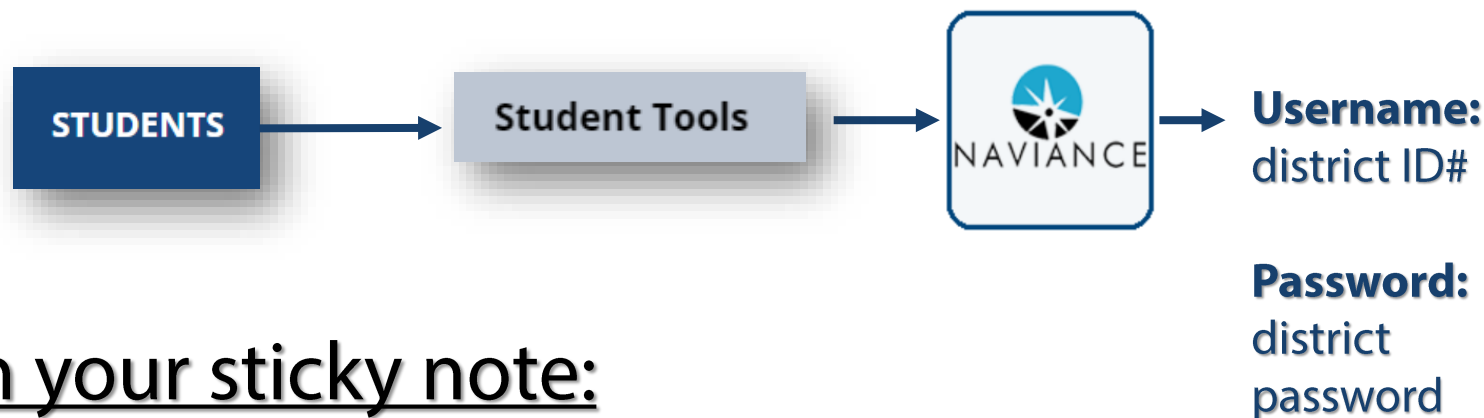 STUDENTS
Student Tools
NAVIANCE
Username:
district ID#
Password:
district
password
your sticky note: